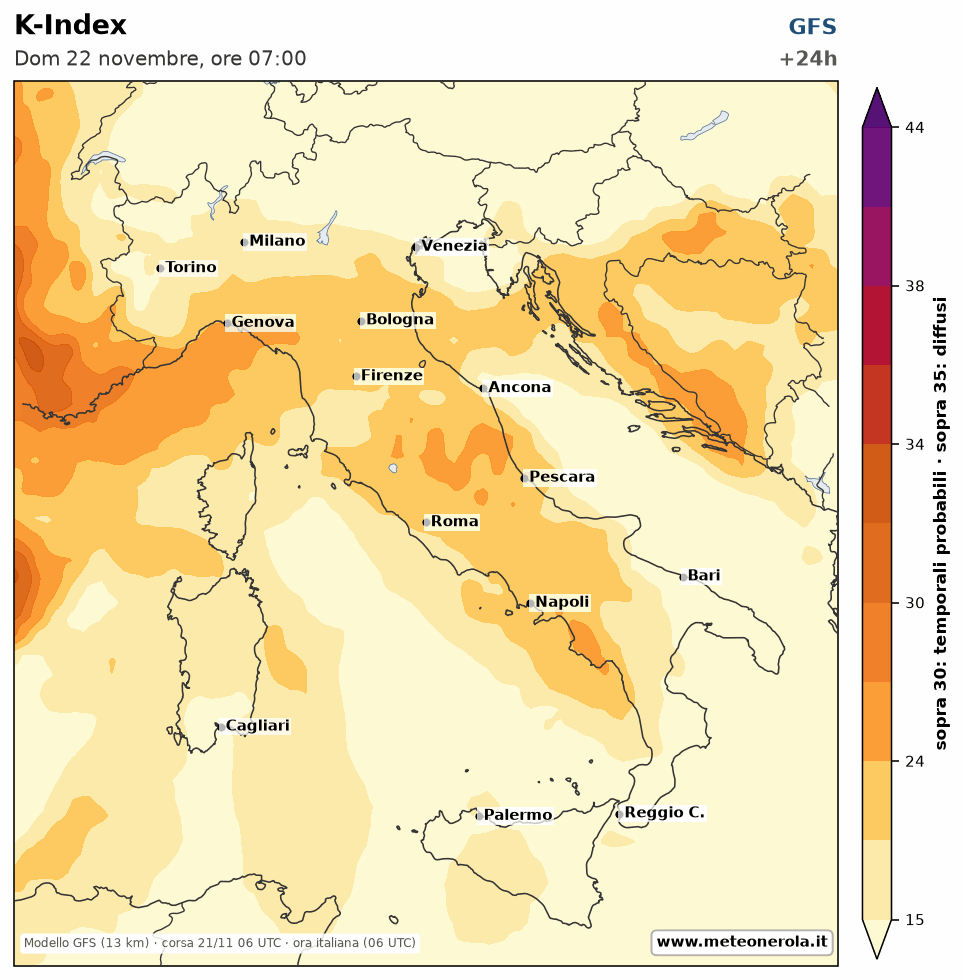 K-Index
GFS
Dom 22 novembre, ore 07:00
+24h
44
Milano
Venezia
Torino
38
Genova
Bologna
Firenze
Ancona
34
Pescara
Roma
Bari
Napoli
30
Cagliari
24
Palermo
Reggio C.
15
sopra 30: temporali probabili · sopra 35: diffusi
Modello GFS (13 km) · corsa 21/11 06 UTC · ora italiana (06 UTC)
www.meteonerola.it